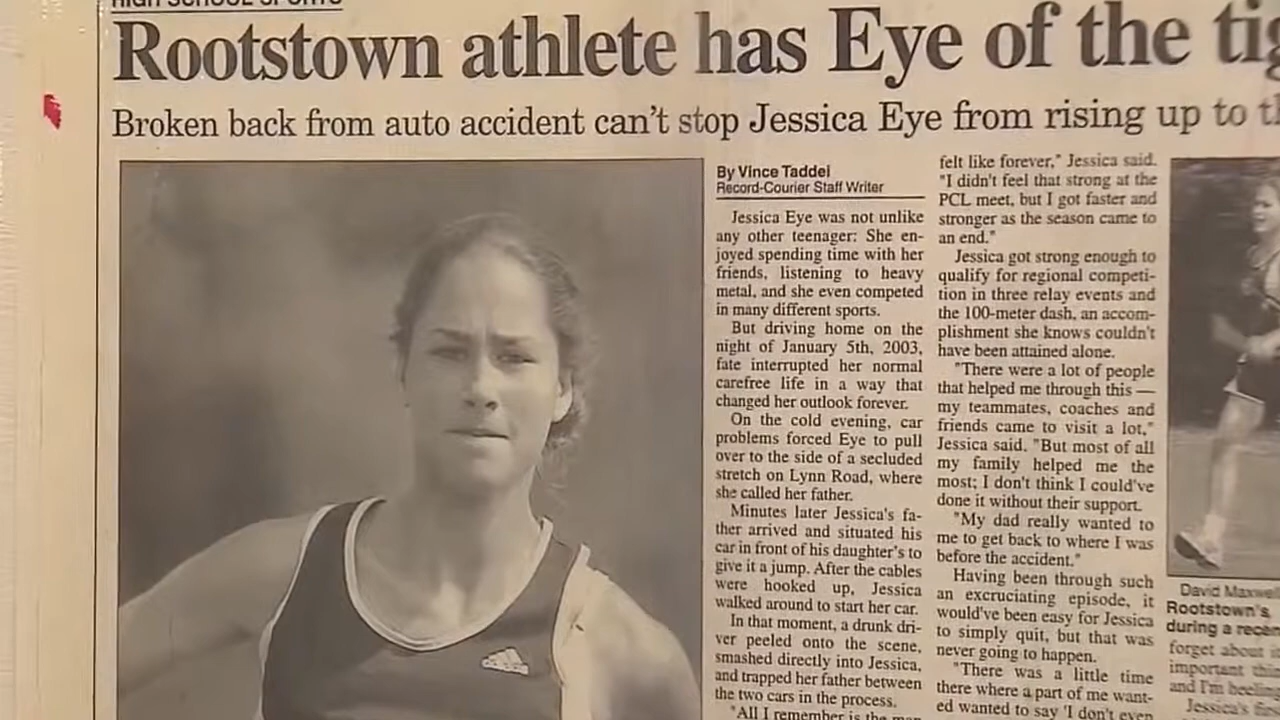 HIGH SCHOOL SPORTS
Rootstown athlete has Eye of the
Broken back from auto accident can't stop Jessica Eye from rising up to
By Vince Taddei
Record-Courier Staff Writer
Jessica Eye was not unlike
any other teenager: She en-
joyed spending time with her
friends, listening to heavy
metal, and she even competed
in many different sports.
But driving home on the
night of January 5th, 2003,
fate interrupted her normal
carefree life in a way that
changed her outlook forever.
On the cold evening, car
problems forced Eye to pull
over to the side of a secluded
stretch on Lynn Road, where
she called her father.
Minutes later Jessica's fa-
ther arrived and situated his
car in front of his daughter's to
give it a jump. After the cables
were hooked up, Jessica
walked around to start her car.
In that moment, a drunk dri-
ver peeled onto the scene,
smashed directly into Jessica,
and trapped her father between
the two cars in the process.
"All I remember is the
felt like forever," Jessica said.
"I didn't feel that strong at the
PCL meet, but I got faster and
stronger as the season came to
an end."
Jessica got strong enough to
qualify for regional competi-
tion in three relay events and
the 100-meter dash, an accom-
plishment she knows couldn't
have been attained alone.
"There were a lot of people
that helped me through this —
my teammates, coaches and
friends came to visit a lot,"
Jessica said. "But most of all
my family helped me the
most; I don't think I could've
done it without their support.
"My dad really wanted to
me to get back to where I was
before the accident."
Having been through such
an excruciating episode, it
would've been easy for Jessica
to simply quit, but that was
never going to happen.
"There was a little time
there where a part of me want-
ed wanted to say 'I don't even
David
Rootstown's
during a
forget about
important
and I'm
Jessica's
adidas